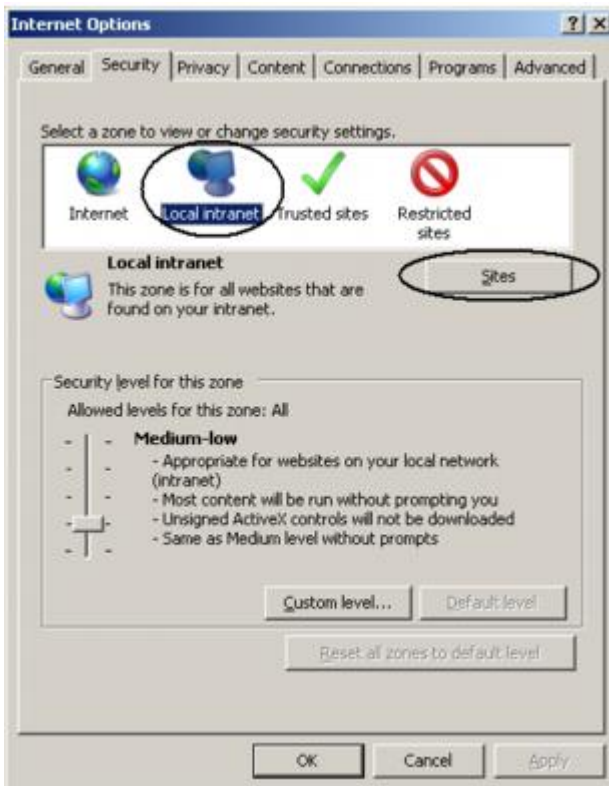 Internet Options
? ×
General Security Privacy Content Connections Programs Advanced
Select a zone to view or change security settings.
Internet Local intranet Trusted sites Restricted
sites
Local intranet
This zone is for all websites that are
found on your intranet.
Sites
Security level for this zone
Allowed levels for this zone: All
Medium-low
- Appropriate for websites on your local network
(intranet)
- Most content will be run without prompting you
- Unsigned ActiveX controls will not be downloaded
- Same as Medium level without prompts
Custom level... Default level
Reset all zones to default level
OK Cancel Apply